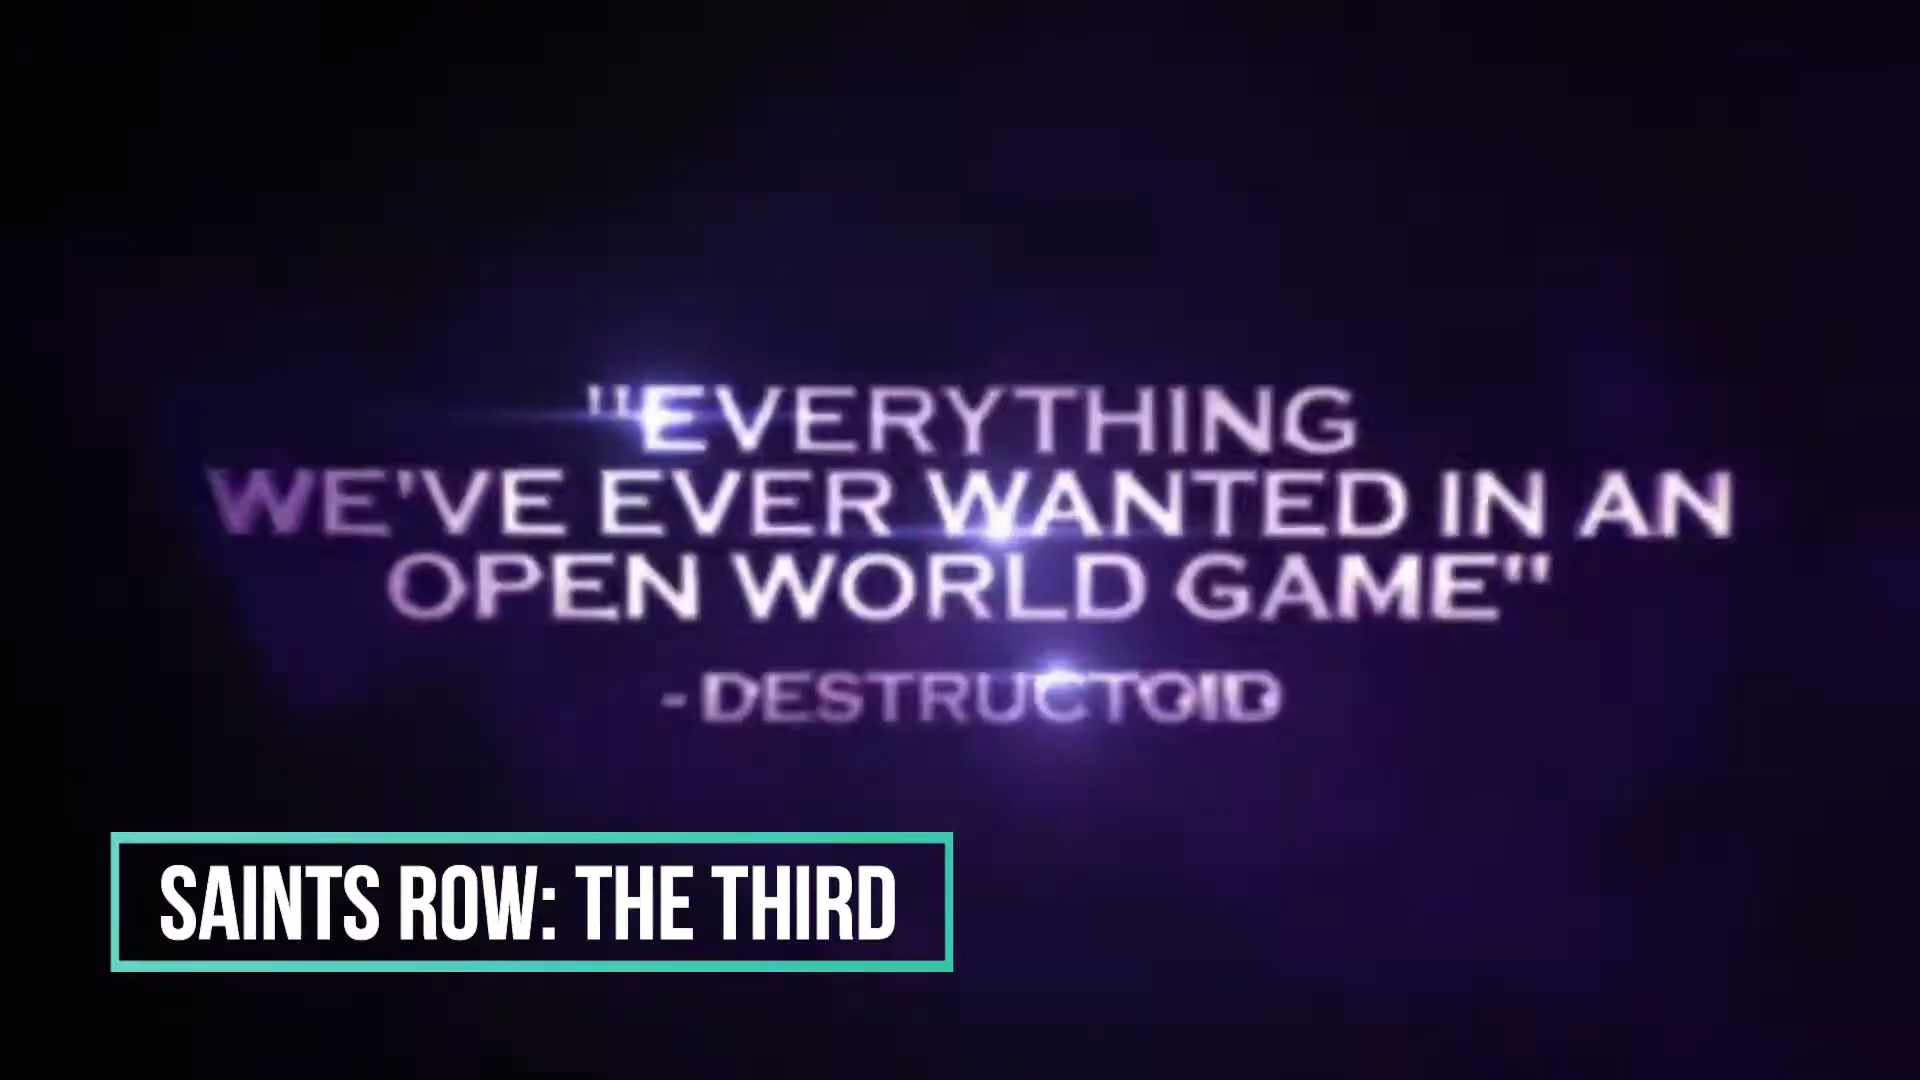 "EVERYTHING
WE'VE EVER WANTED IN AN
OPEN WORLD GAME"
-DESTRUCTOID
SAINTS ROW: THE THIRD